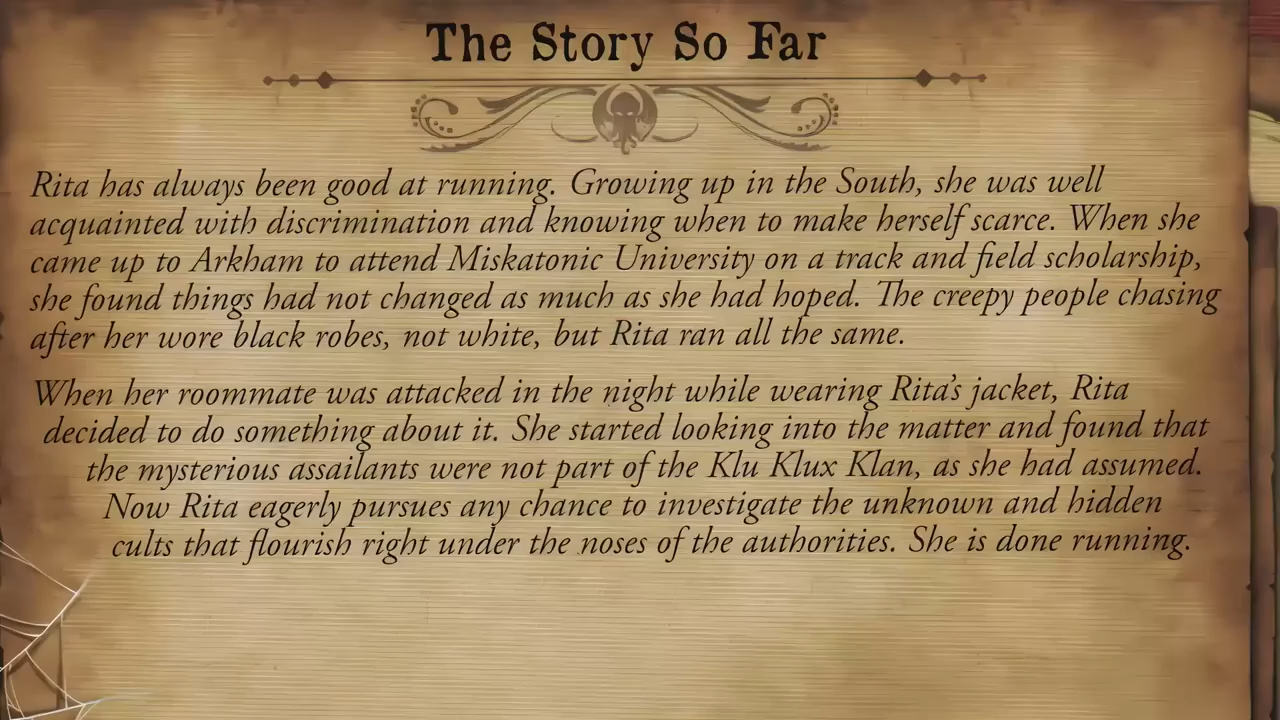 The Story So Far
Rita has always been good at running. Growing up in the South, she was well
acquainted with discrimination and knowing when to make herself scarce. When she
came up to Arkham to attend Miskatonic University on a track and field scholarship,
she found things had not changed as much as she had hoped. The creepy people chasing
after her wore black robes, not white, but Rita ran all the same.
When her roommate was attacked in the night while wearing Rita's jacket, Rita
decided to do something about it. She started looking into the matter and found that
the mysterious assailants were not part of the Klu Klux Klan, as she had assumed.
Now Rita eagerly pursues any chance to investigate the unknown and hidden
cults that flourish right under the noses of the authorities. She is done running.